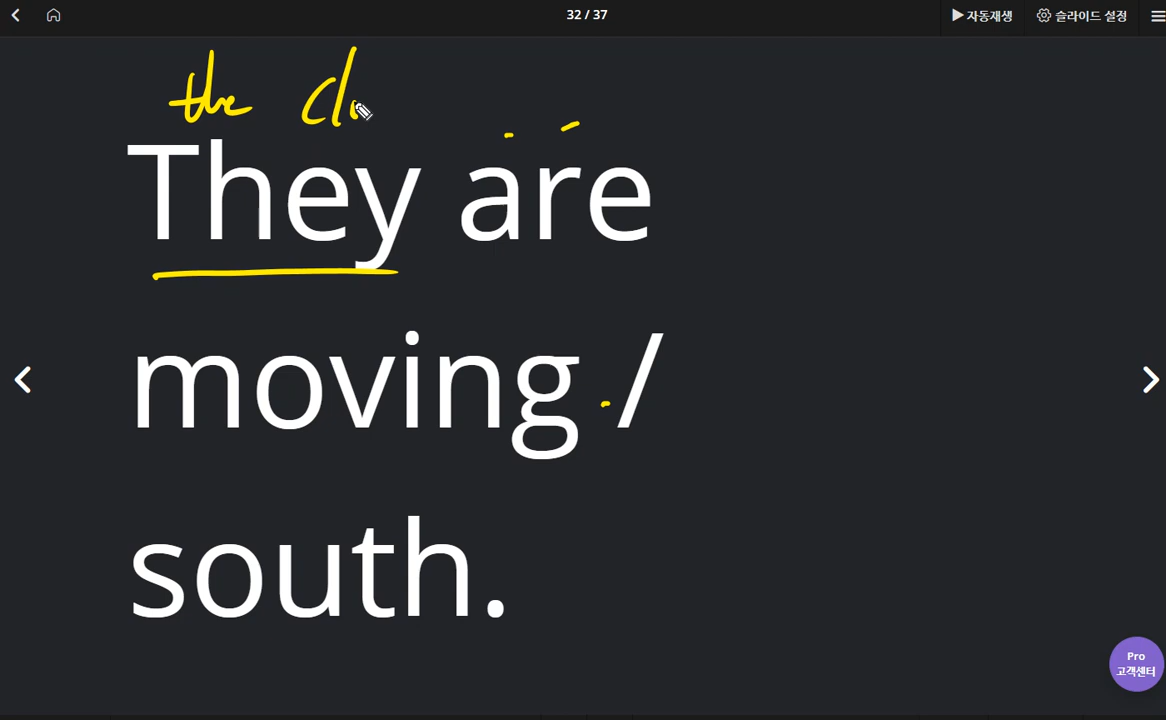 32 / 37
자동재생
슬라이드 설정
the
They are
moving /
south.
Pro
고객센터